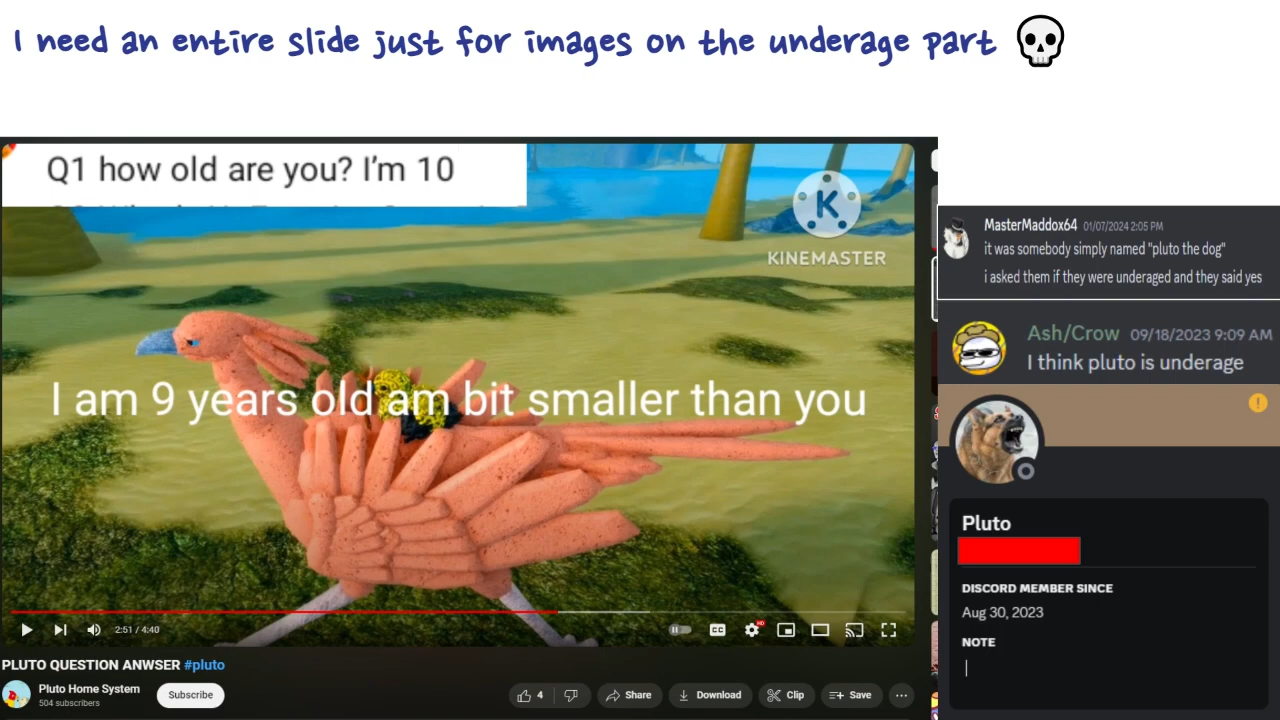 I need an entire slide just for images on the underage part 💀
Q1 how old are you? I'm 10
KINEMASTER
I am 9 years old am bit smaller than you
2:51 / 4:40
CC
HD
PLUTO QUESTION ANWSER #pluto
Pluto Home System
504 subscribers
Subscribe
4
Share
Download
Clip
Save
MasterMaddox64 01/07/2024 2:05 PM
it was somebody simply named "pluto the dog"
i asked them if they were underaged and they said yes
Ash/Crow 09/18/2023 9:09 AM
I think pluto is underage
Pluto
DISCORD MEMBER SINCE
Aug 30, 2023
NOTE